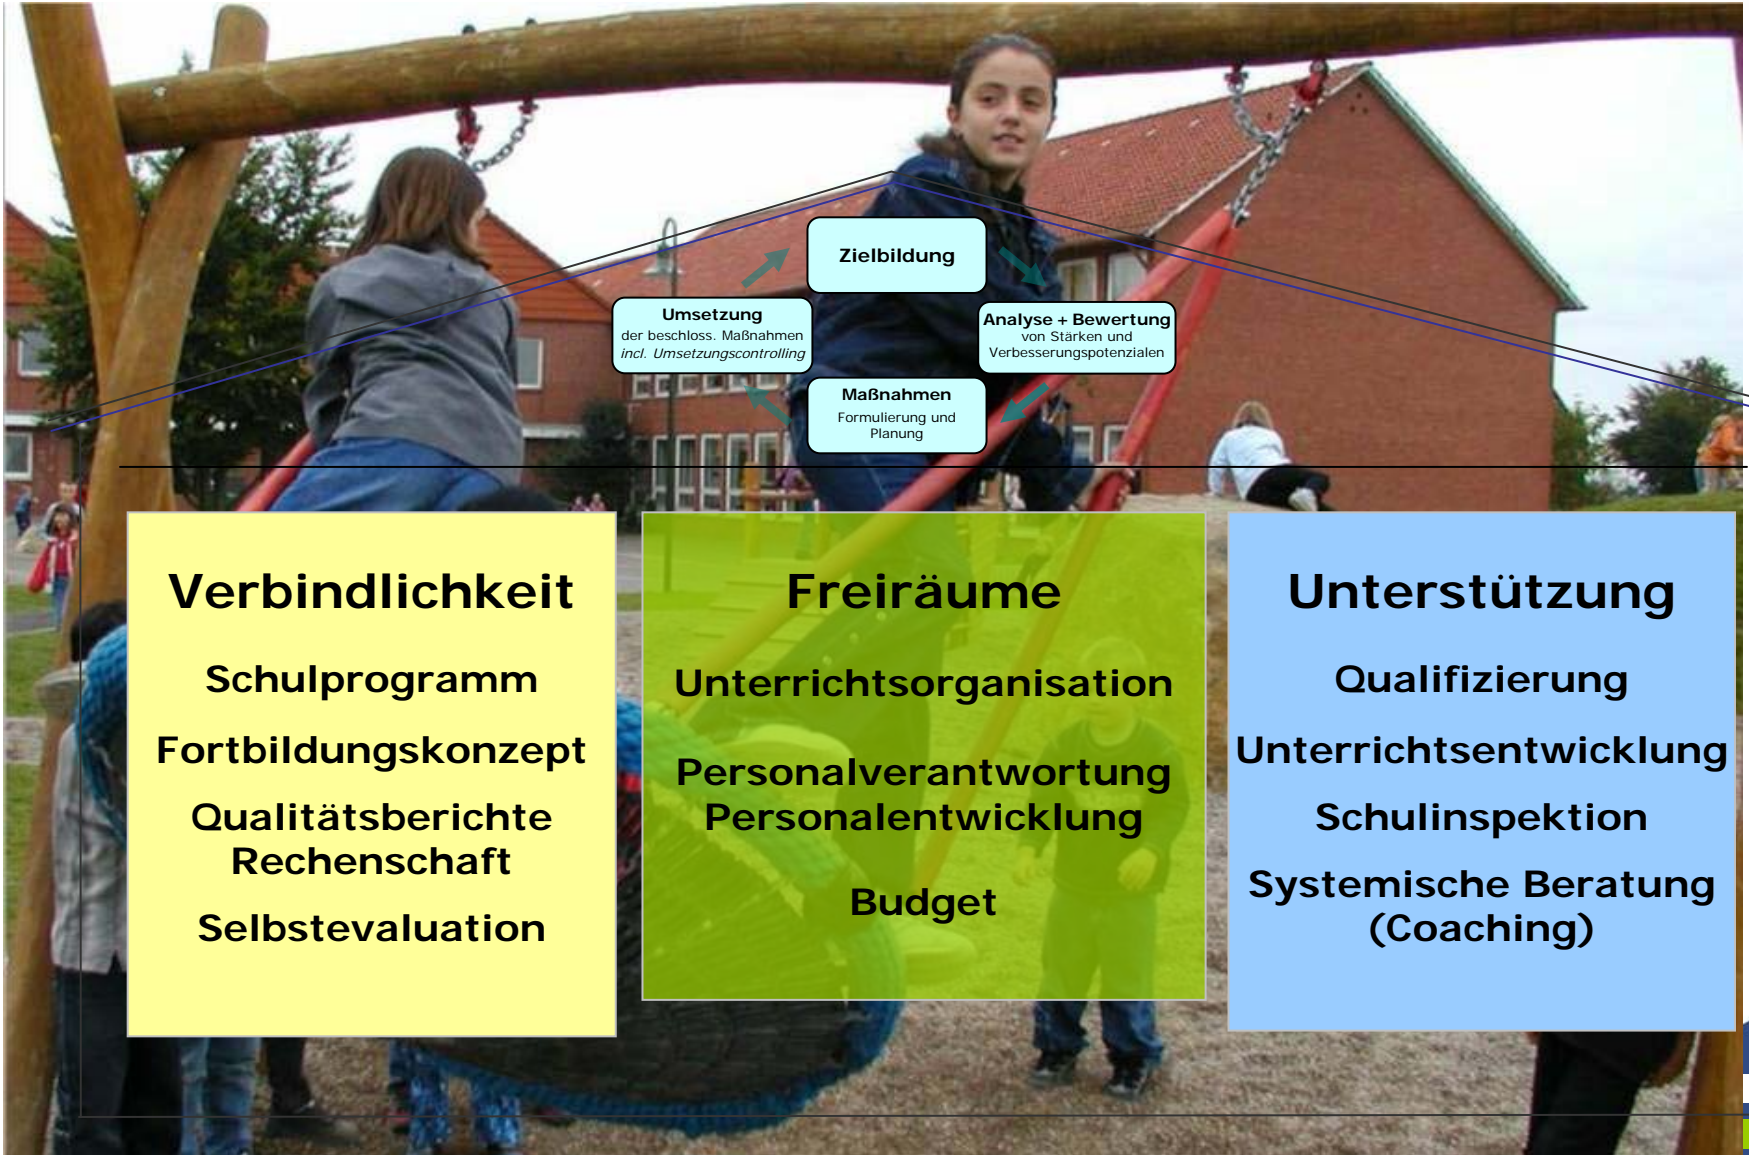 Zielbildung
Umsetzung
der beschloss. Maßnahmen
incl. Umsetzungscontrolling
Analyse + Bewertung
von Stärken und
Verbesserungspotenzialen
Maßnahmen
Formulierung und
Planung
Verbindlichkeit
Schulprogramm
Fortbildungskonzept
Qualitätsberichte
Rechenschaft
Selbstevaluation
Freiräume
Unterrichtsorganisation
Personalverantwortung
Personalentwicklung
Budget
Unterstützung
Qualifizierung
Unterrichtsentwicklung
Schulinspektion
Systemische Beratung
(Coaching)